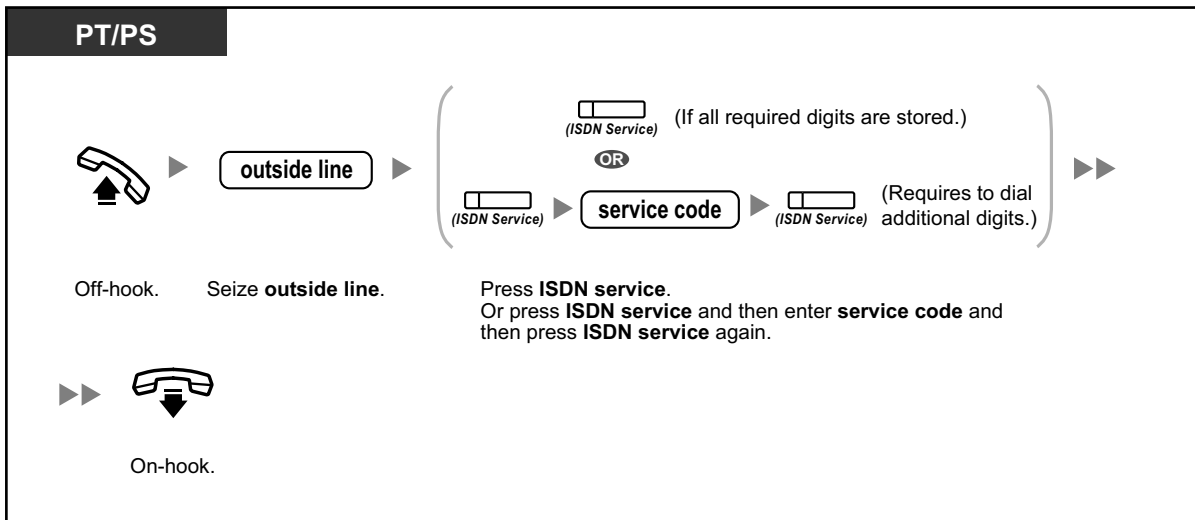 PT/PS
(ISDN Service) (If all required digits are stored.)
OR
outside line
(ISDN Service) service code (ISDN Service) (Requires to dial
additional digits.)
Off-hook. Seize outside line. Press ISDN service.
Or press ISDN service and then enter service code and
then press ISDN service again.
On-hook.